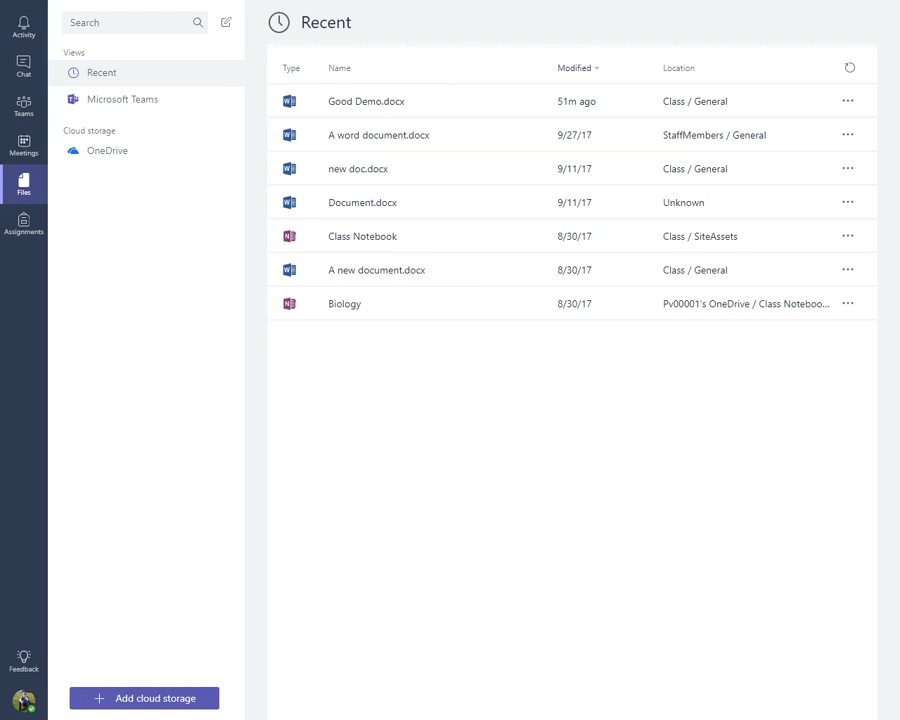 Activity
Chat
Teams
Meetings
Files
Assignments
Feedback
Search
Views
Recent
Microsoft Teams
Cloud storage
OneDrive
Add cloud storage
Recent
Type Name Modified Location
Good Demo.docx 51m ago Class / General
A word document.docx 9/27/17 StaffMembers / General
new doc.docx 9/11/17 Class / General
Document.docx 9/11/17 Unknown
Class Notebook 8/30/17 Class / SiteAssets
A new document.docx 8/30/17 Class / General
Biology 8/30/17 Pv00001's OneDrive / Class Noteboo...